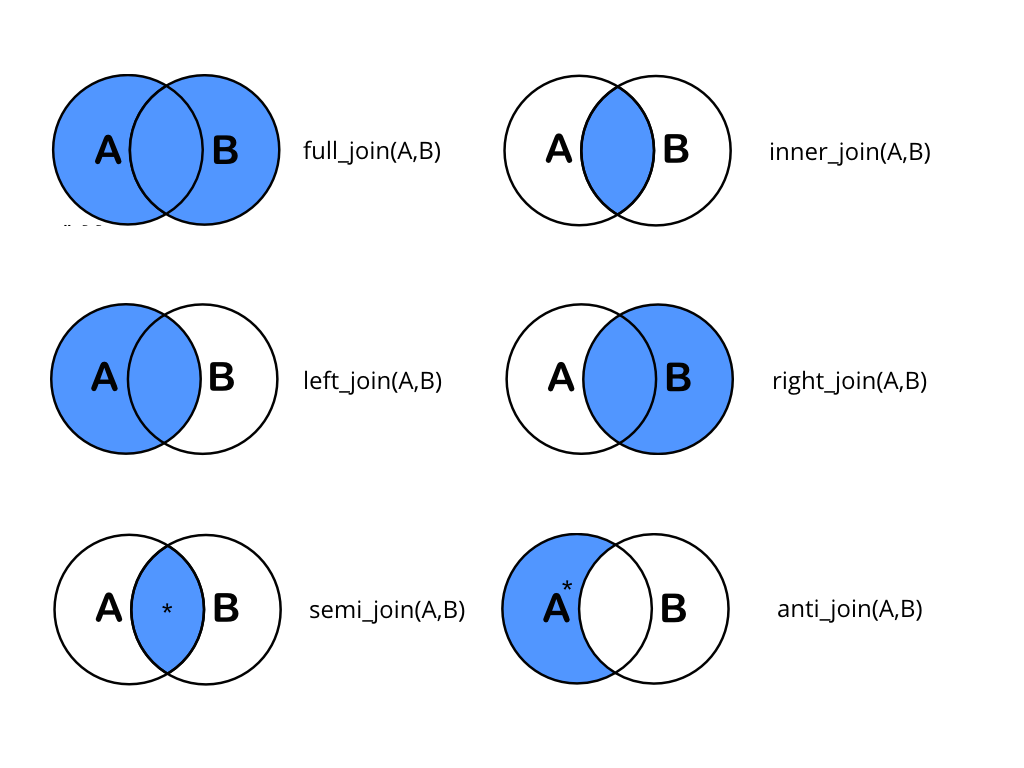 A B full_join(A,B)
A B inner_join(A,B)
A B left_join(A,B)
A B right_join(A,B)
A * B semi_join(A,B)
*
A B anti_join(A,B)